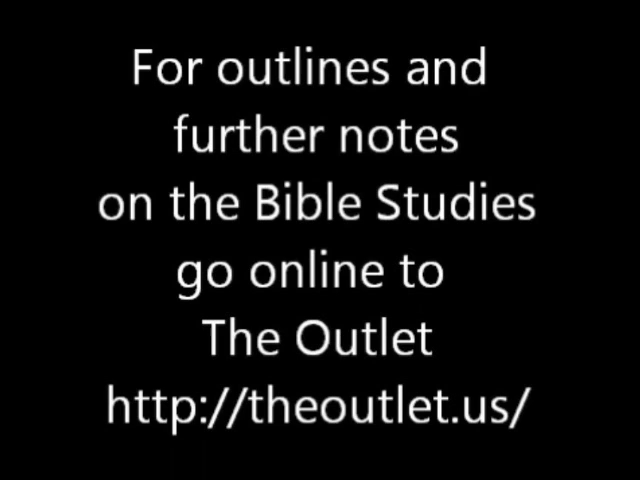 For outlines and
further notes
on the Bible Studies
go online to
The Outlet
http://theoutlet.us/